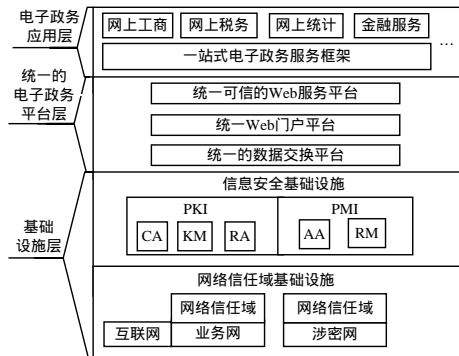 电子政务
应用层
网上工商 网上税务 网上统计 金融服务 …
一站式电子政务服务框架
统一的
电子政务
平台层
统一可信的Web服务平台
统一Web门户平台
统一的数据交换平台
基础
设施层
信息安全基础设施
PKI PMI
CA KM RA AA RM
网络信任域基础设施
网络信任域 网络信任域
互联网 业务网 涉密网